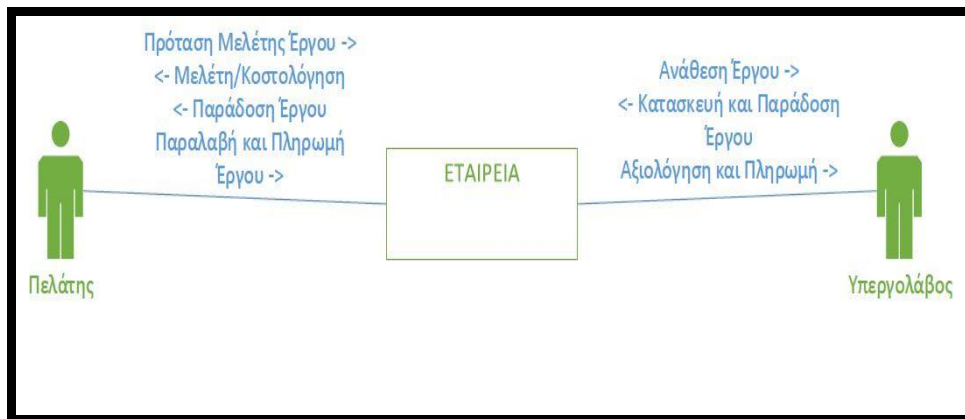 Πρόταση Μελέτης Έργου ->
<- Μελέτη/Κοστολόγηση
<- Παράδοση Έργου
Παραλαβή και Πληρωμή
Έργου ->
Πελάτης
ΕΤΑΙΡΕΙΑ
Ανάθεση Έργου ->
<- Κατασκευή και Παράδοση
Έργου
Αξιολόγηση και Πληρωμή ->
Υπεργολάβος